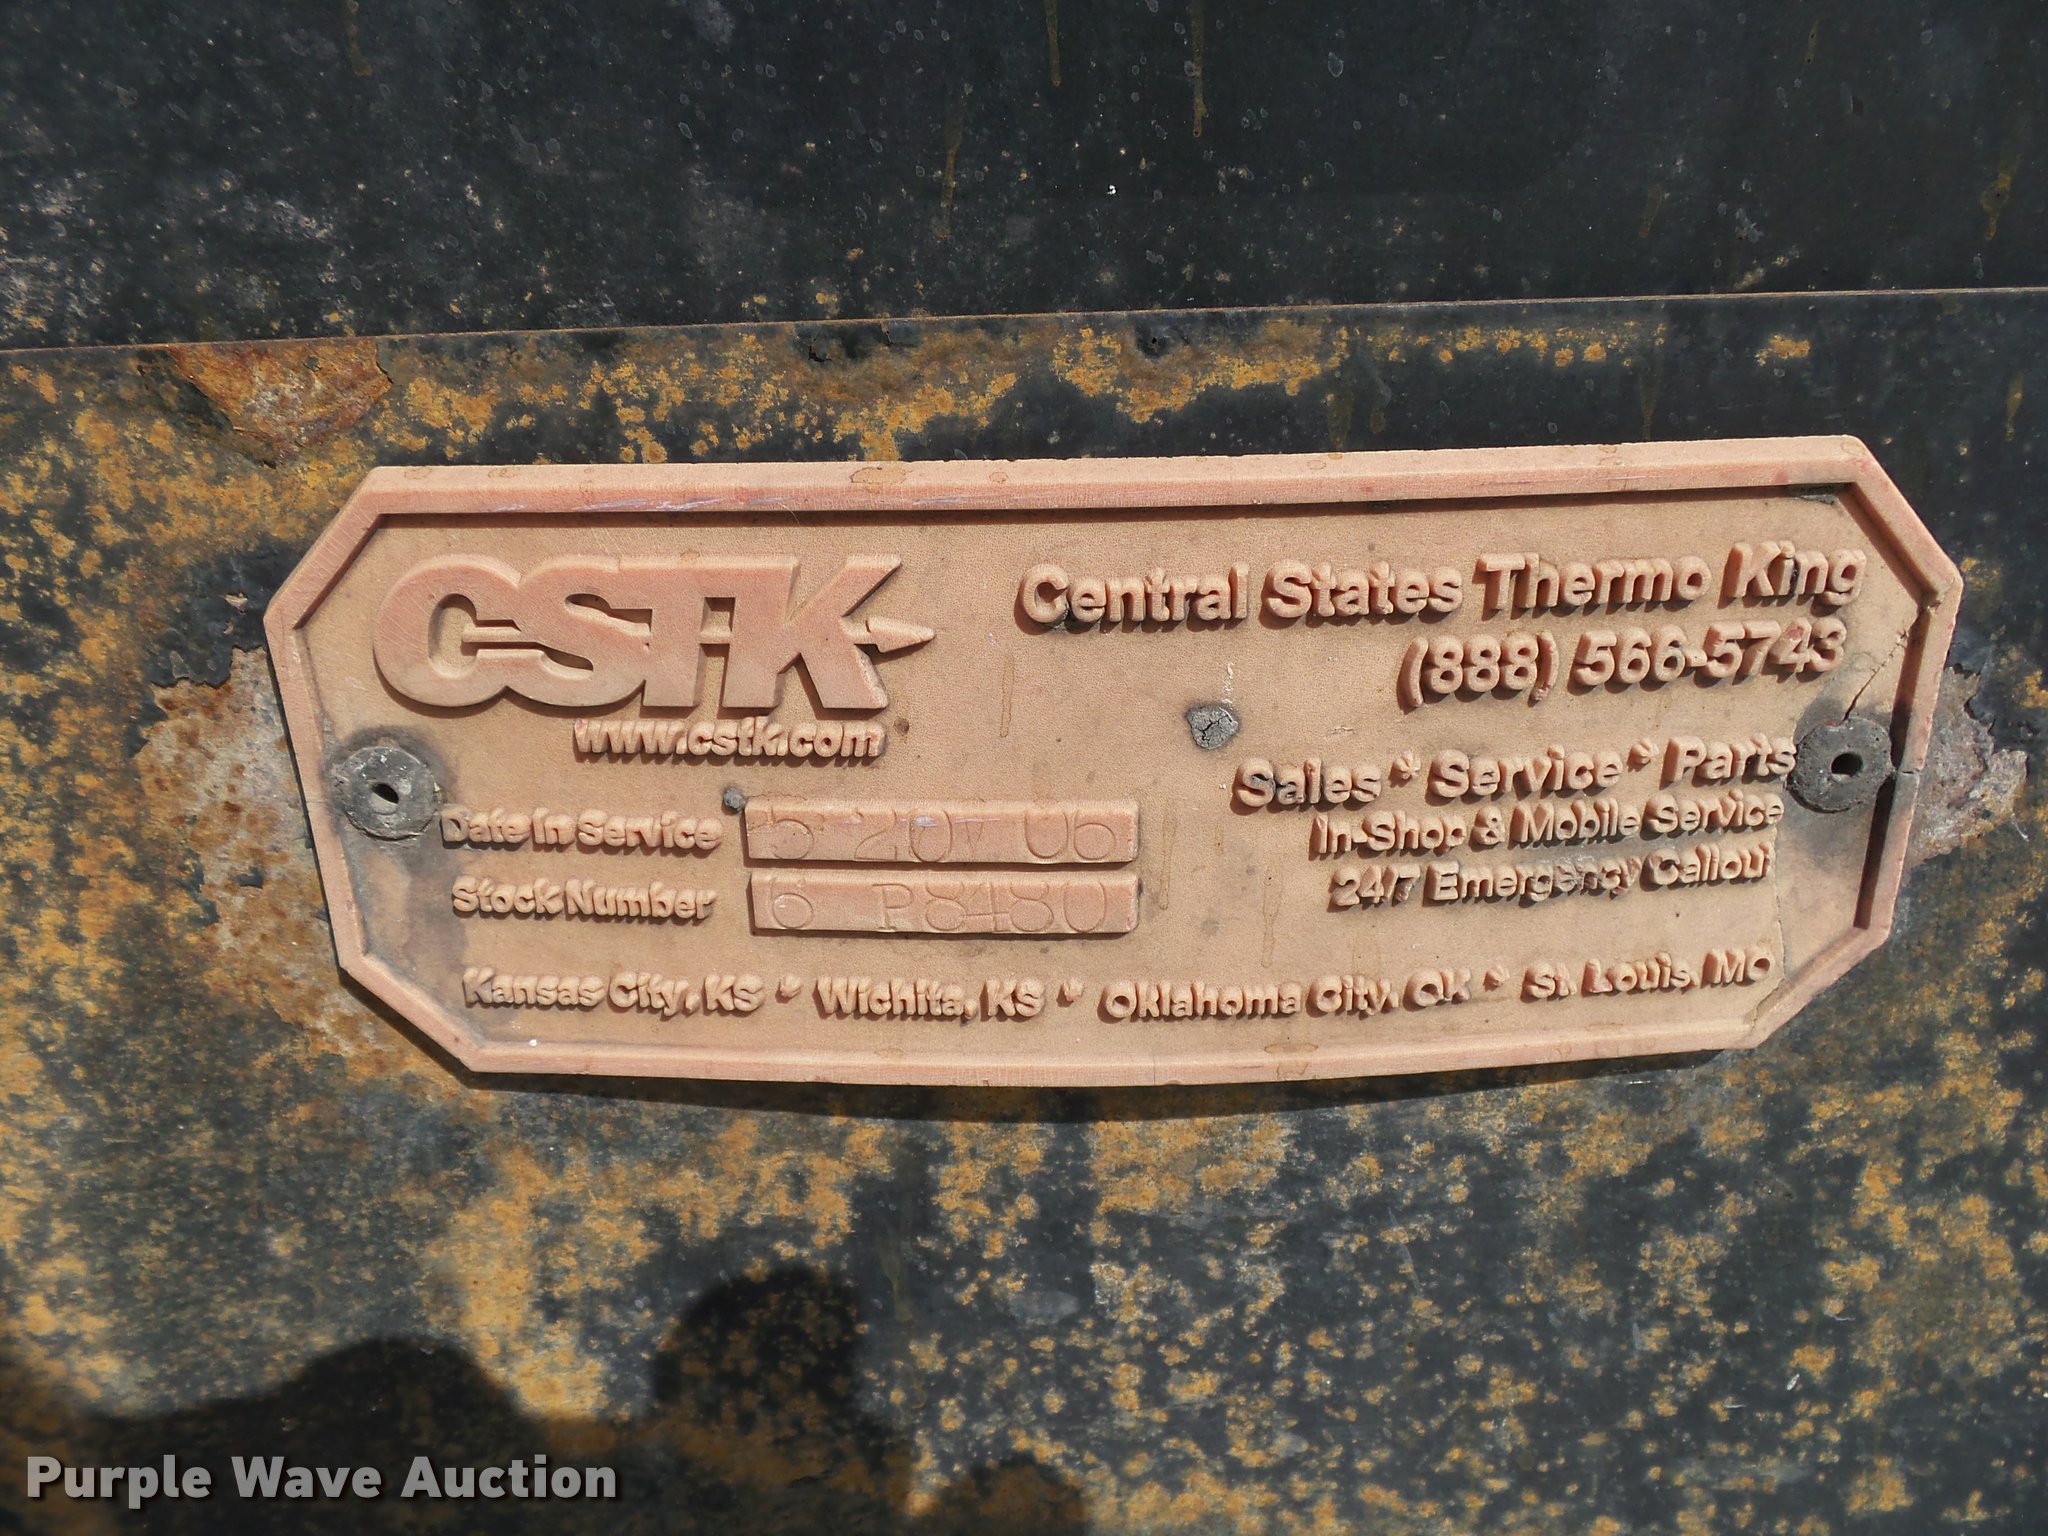 CSTK
www.cstk.com
Central States Thermo King
(888) 566-5743
Sales * Service * Parts
In-Shop & Mobile Service
24/7 Emergency Callout
Date In Service 5 20 06
Stock Number 6 P8480
Kansas City, KS * Wichita, KS * Oklahoma City, OK * St. Louis, MO
Purple Wave Auction